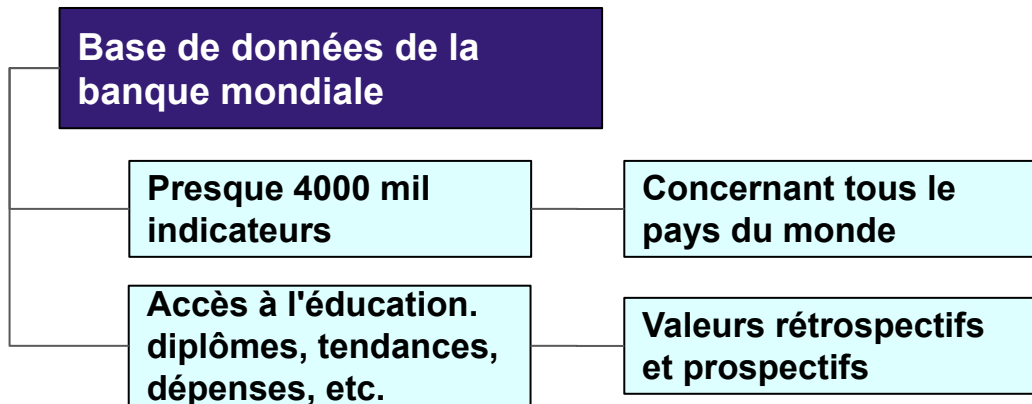 Base de données de la
banque mondiale
Presque 4000 mil
indicateurs
Concernant tous le
pays du monde
Accès à l'éducation.
diplômes, tendances,
dépenses, etc.
Valeurs rétrospectifs
et prospectifs